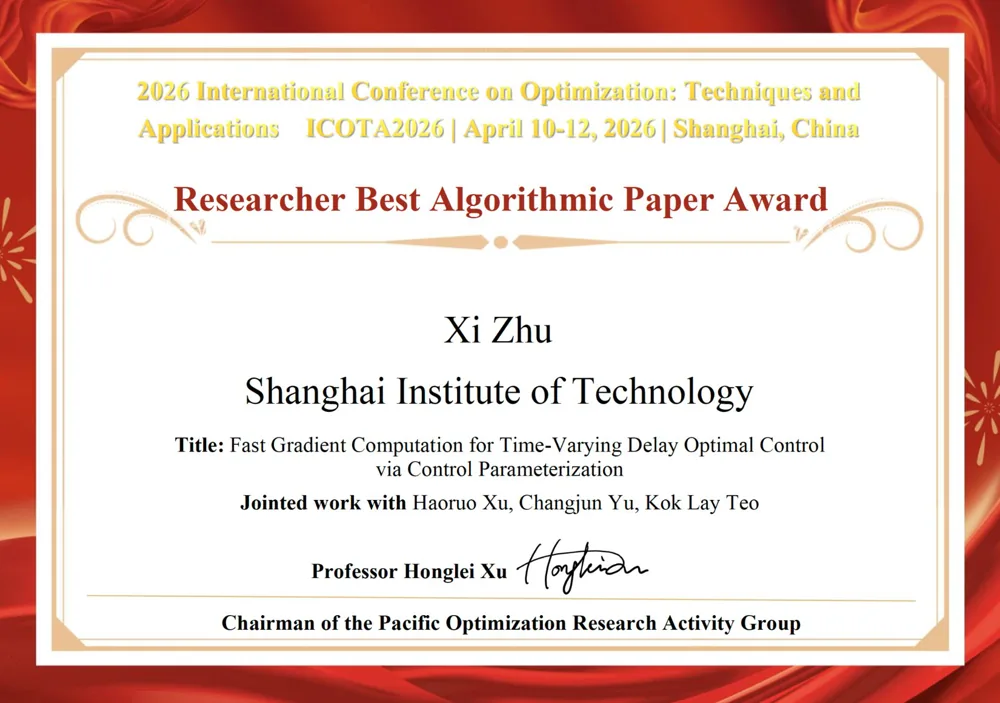 2026 International Conference on Optimization: Techniques and
Applications ICOTA2026 | April 10-12, 2026 | Shanghai, China
Researcher Best Algorithmic Paper Award
Xi Zhu
Shanghai Institute of Technology
Title: Fast Gradient Computation for Time-Varying Delay Optimal Control
via Control Parameterization
Jointed work with Haoruo Xu, Changjun Yu, Kok Lay Teo
Professor Honglei Xu
Chairman of the Pacific Optimization Research Activity Group